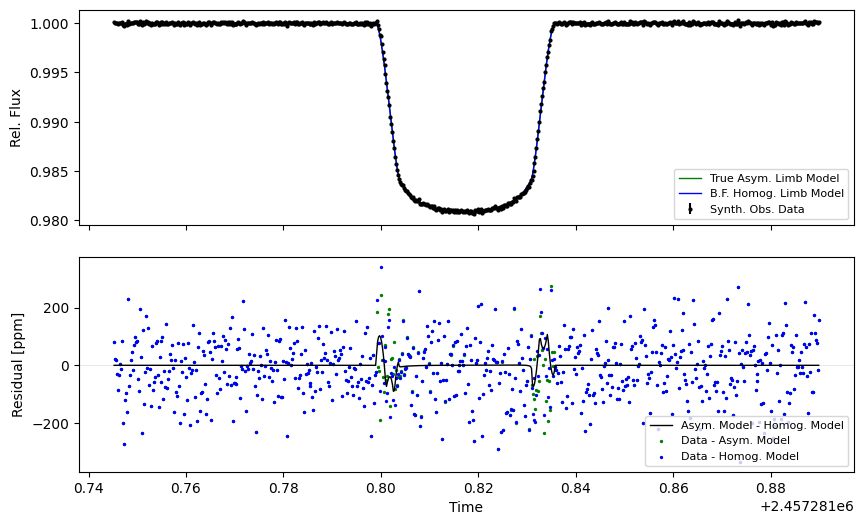 1.000
0.995
0.990
0.985
0.980
Rel. Flux
True Asym. Limb Model
B.F. Homog. Limb Model
Synth. Obs. Data
200
0
−200
Residual [ppm]
Asym. Model - Homog. Model
Data - Asym. Model
Data - Homog. Model
0.74 0.76 0.78 0.80 0.82 0.84 0.86 0.88
Time
+2.457281e6